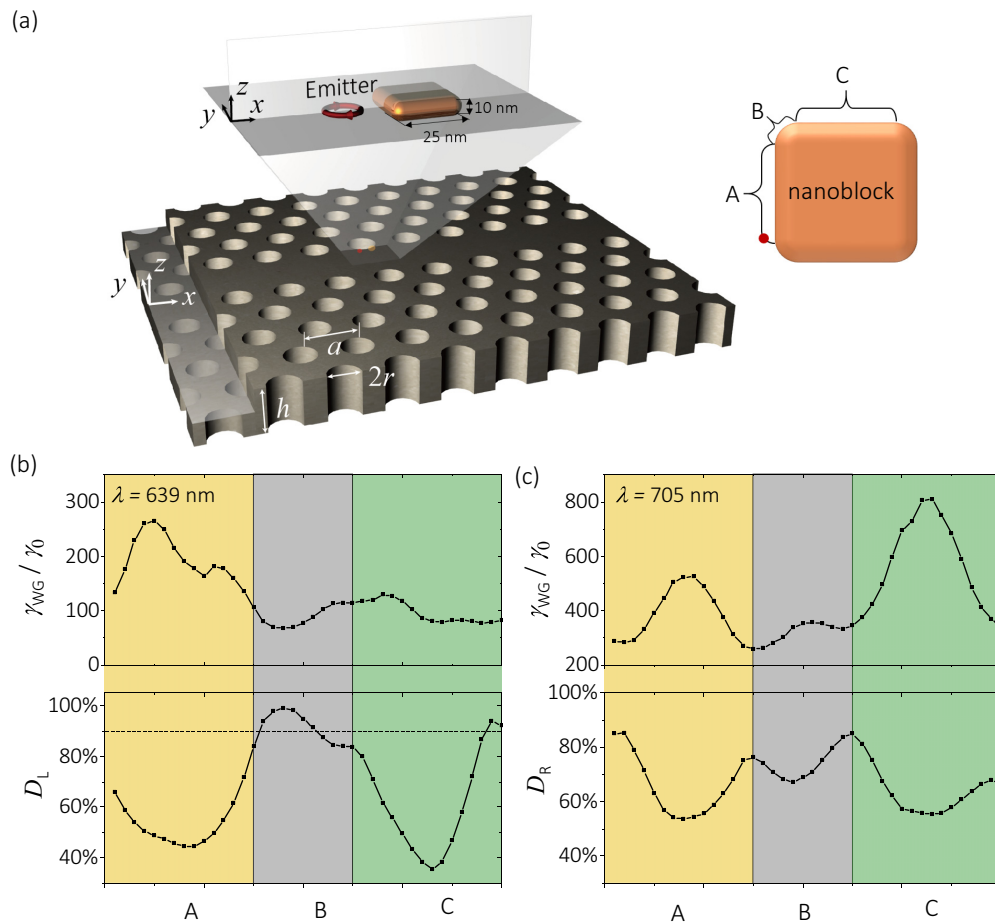 (a)
Emitter
z
y
x
10 nm
25 nm
C
B
A
nanoblock
z
y
x
a
2r
h
(b)
λ = 639 nm
300
200
100
0
γWG / γ0
100%
80%
60%
40%
DL
A B C
(c)
λ = 705 nm
800
600
400
200
γWG / γ0
100%
80%
60%
40%
DR
A B C